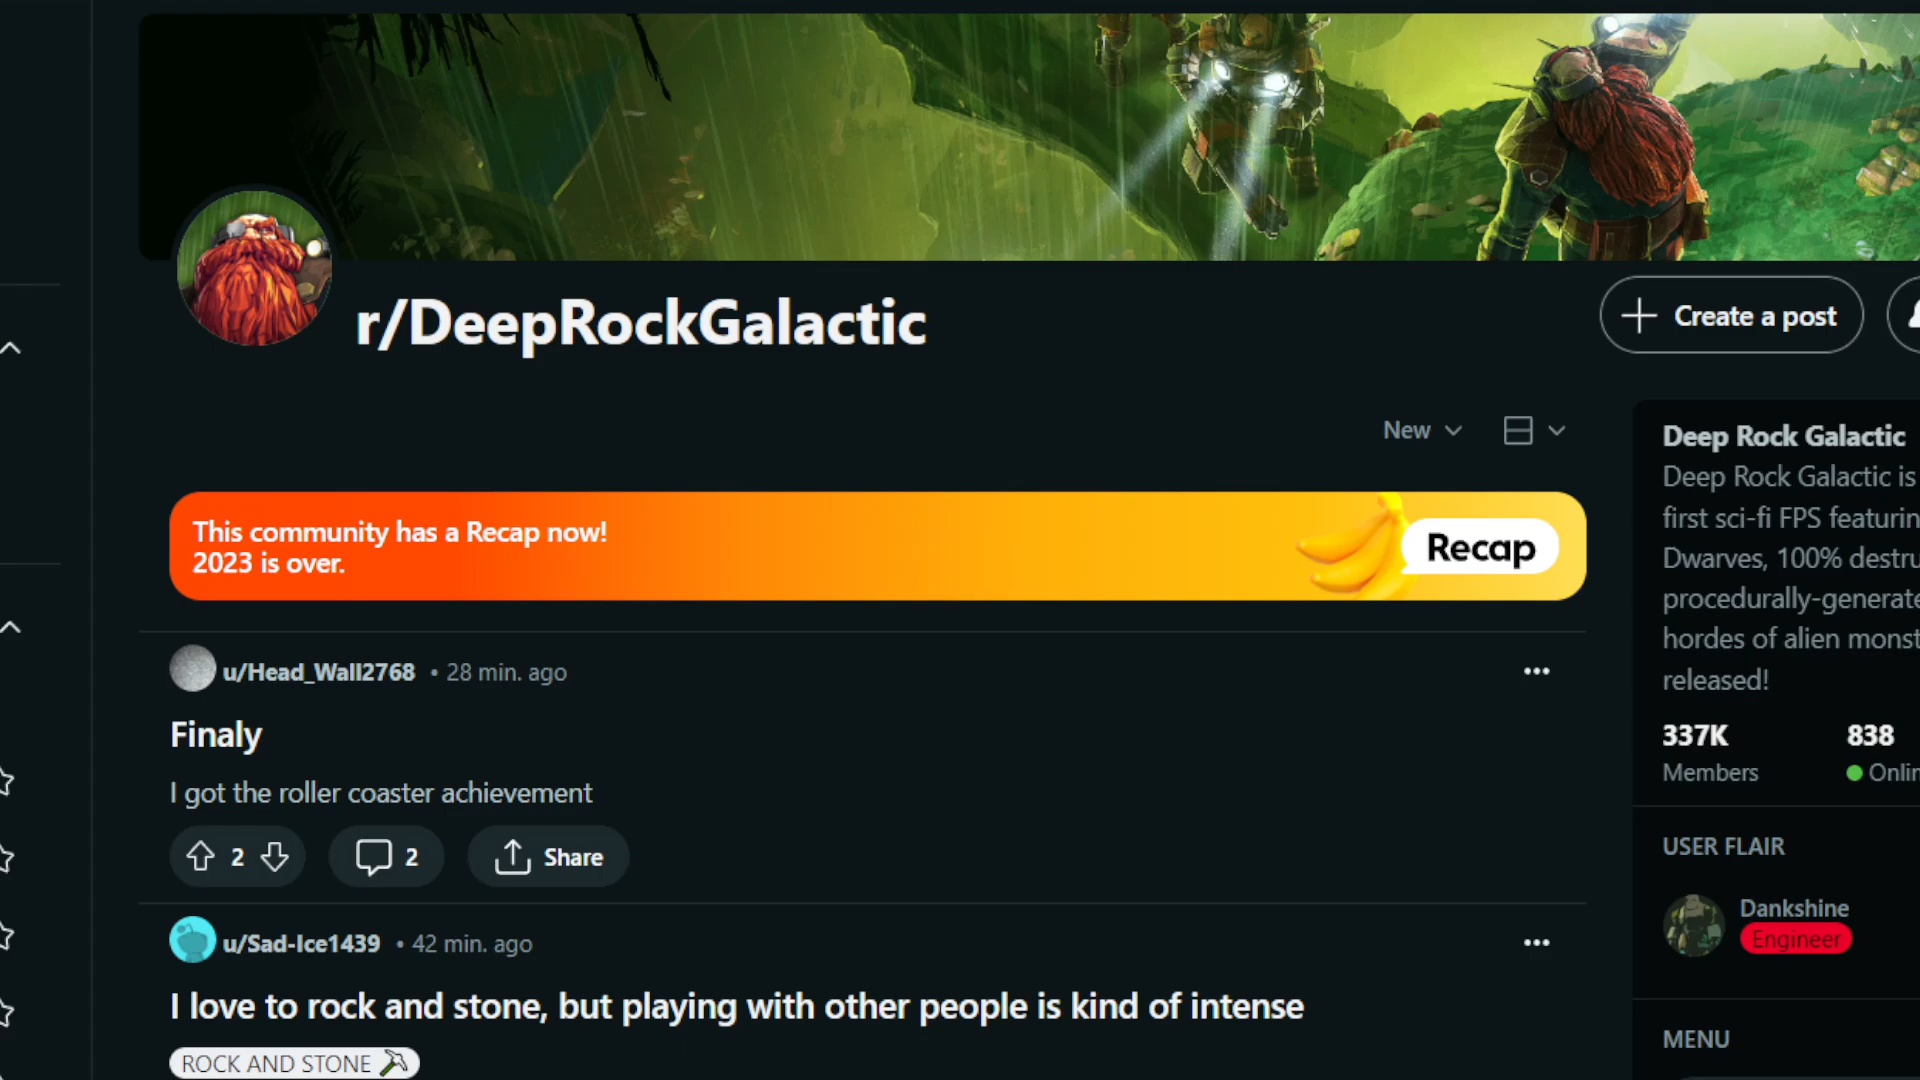 r/DeepRockGalactic
Create a post
New
This community has a Recap now!
2023 is over.
Recap
u/Head_Wall2768 • 28 min. ago
Finaly
I got the roller coaster achievement
2
2
Share
u/Sad-Ice1439 • 42 min. ago
I love to rock and stone, but playing with other people is kind of intense
ROCK AND STONE
Deep Rock Galactic
Deep Rock Galactic is
first sci-fi FPS featurin
Dwarves, 100% destru
procedurally-generate
hordes of alien monst
released!
337K 838
Members Onlin
USER FLAIR
Dankshine
Engineer
MENU